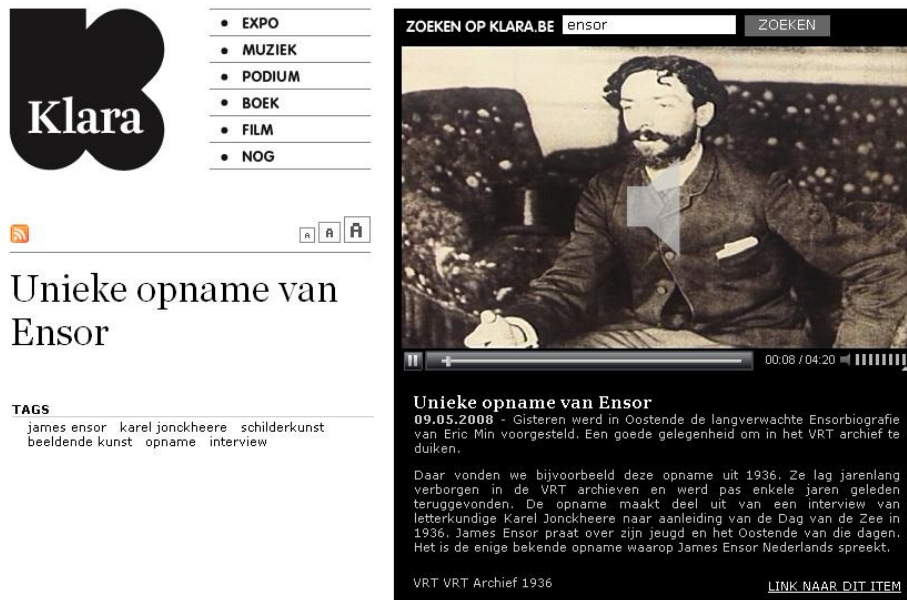 Klara
EXPO
MUZIEK
PODIUM
BOEK
FILM
NOG
A A A
Unieke opname van
Ensor
TAGS
james ensor karel jonckheere schilderkunst
beeldende kunst opname interview
ZOEKEN OP KLARA.BE ensor ZOEKEN
00:08 / 04:20
Unieke opname van Ensor
09.05.2008 - Gisteren werd in Oostende de langverwachte Ensorbiografie
van Eric Min voorgesteld. Een goede gelegenheid om in het VRT archief te
duiken.
Daar vonden we bijvoorbeeld deze opname uit 1936. Ze lag jarenlang
verborgen in de VRT archieven en werd pas enkele jaren geleden
teruggevonden. De opname maakt deel uit van een interview van
letterkundige Karel Jonckheere naar aanleiding van de Dag van de Zee in
1936. James Ensor praat over zijn jeugd en het Oostende van die dagen.
Het is de enige bekende opname waarop James Ensor Nederlands spreekt.
VRT VRT Archief 1936
LINK NAAR DIT ITEM